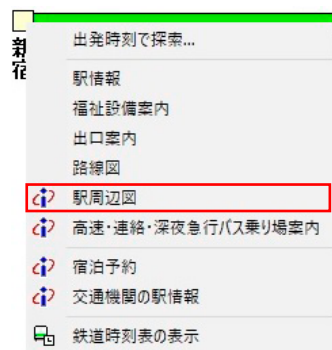 新宿
出発時刻で探索...
駅情報
福祉設備案内
出口案内
路線図
駅周辺図
高速・連絡・深夜急行バス乗り場案内
宿泊予約
交通機関の駅情報
鉄道時刻表の表示